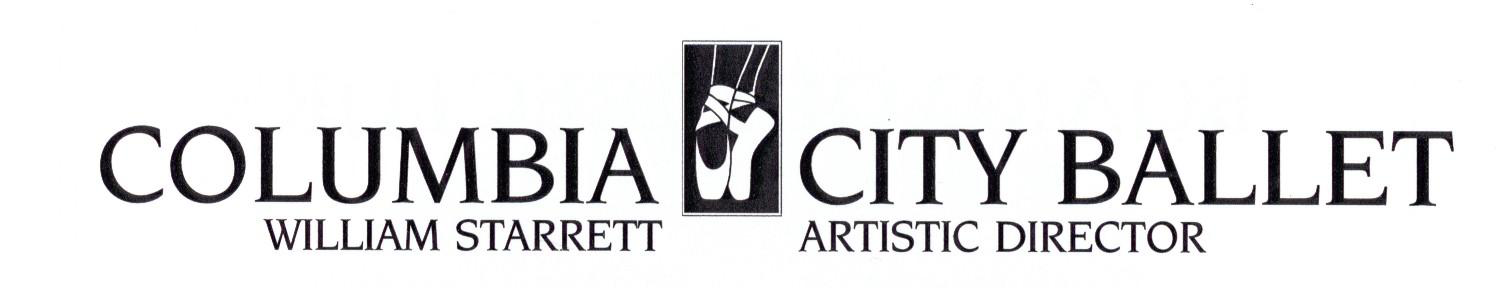 COLUMBIA CITY BALLET
WILLIAM STARRETT ARTISTIC DIRECTOR